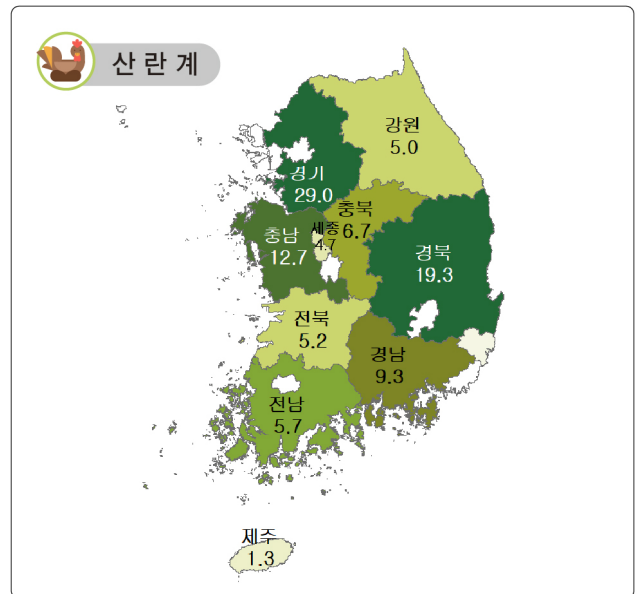 산란계
강원
5.0
경기
29.0
충북
6.7
세종
4.7
충남
12.7
경북
19.3
전북
5.2
경남
9.3
전남
5.7
제주
1.3